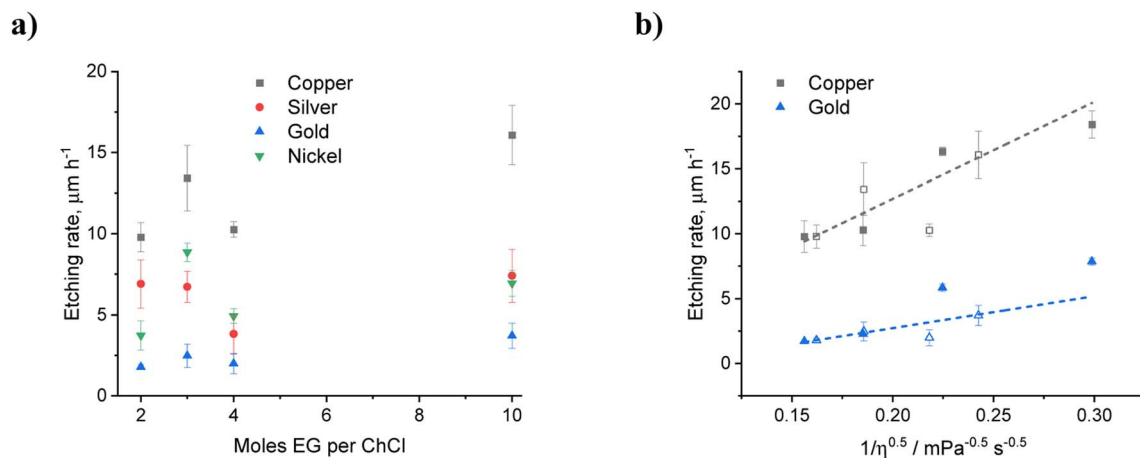 a)
20
15
10
5
0
Etching rate, μm h⁻¹
Copper
Silver
Gold
Nickel
2 4 6 8 10
Moles EG per ChCl
b)
20
15
10
5
0
Etching rate, μm h⁻¹
Copper
Gold
0.15 0.20 0.25 0.30
1/η⁰·⁵ / mPa⁻⁰·⁵ s⁻⁰·⁵